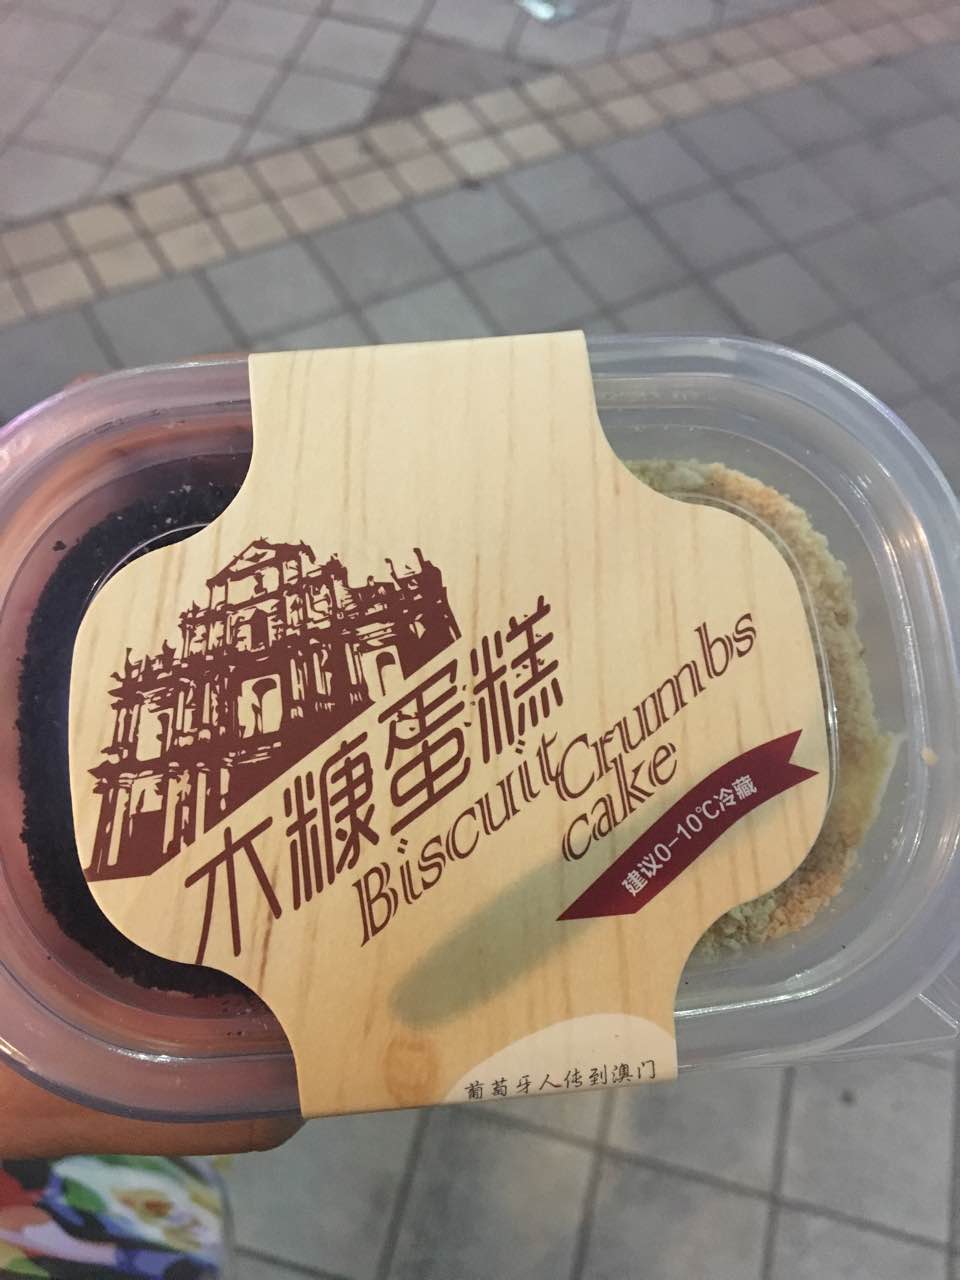 木糠蛋糕
Biscuit Crumbs
cake
建议0-10℃冷藏
葡萄牙人传到澳门